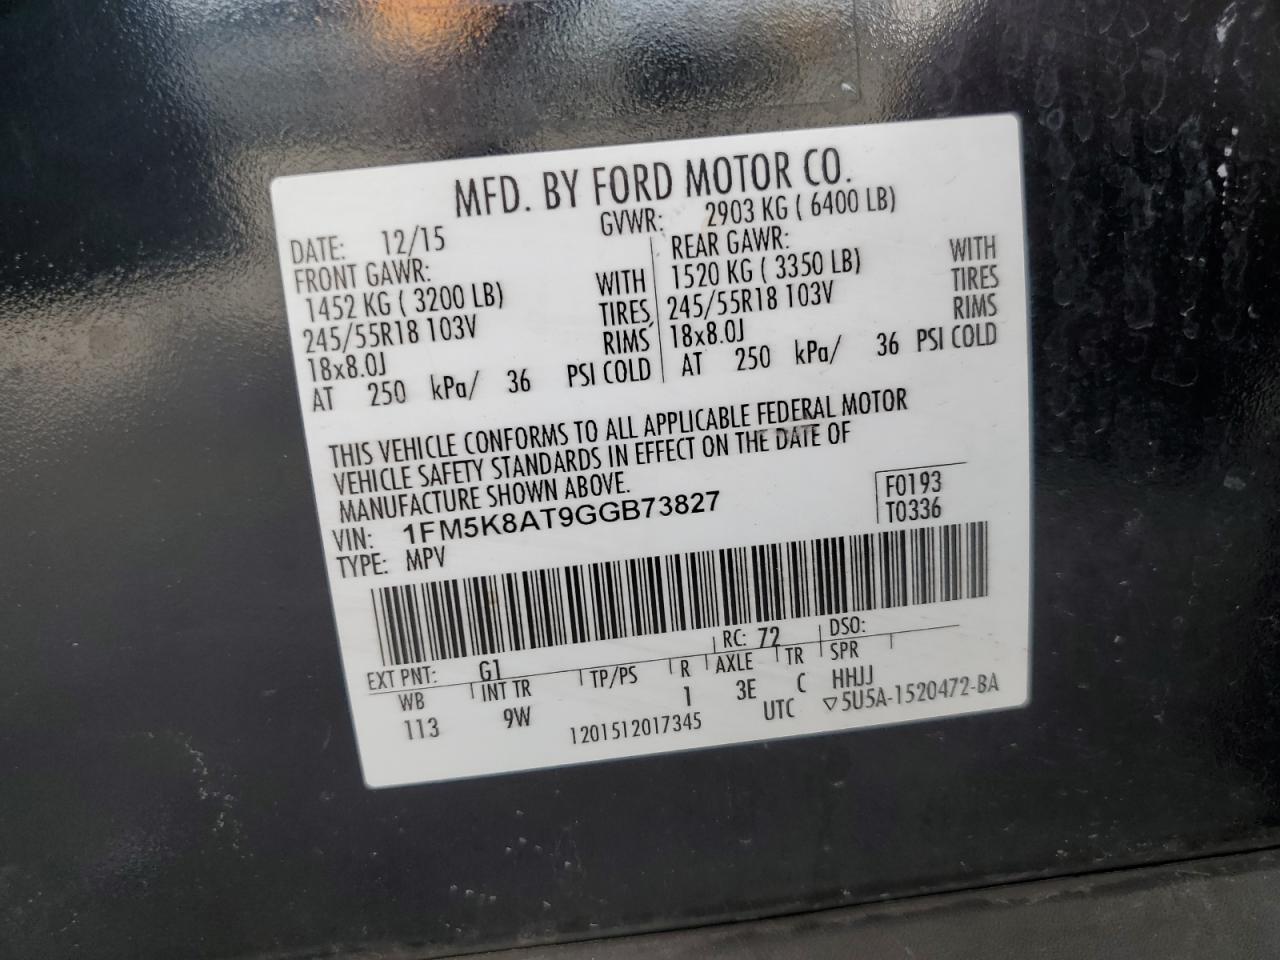 MFD. BY FORD MOTOR CO.
DATE: 12/15 GVWR: 2903 KG ( 6400 LB)
FRONT GAWR: REAR GAWR:
1452 KG ( 3200 LB) WITH 1520 KG ( 3350 LB) WITH
245/55R18 103V TIRES 245/55R18 103V TIRES
18x8.0J RIMS 18x8.0J RIMS
AT 250 kPa/ 36 PSI COLD AT 250 kPa/ 36 PSI COLD
THIS VEHICLE CONFORMS TO ALL APPLICABLE FEDERAL MOTOR
VEHICLE SAFETY STANDARDS IN EFFECT ON THE DATE OF
MANUFACTURE SHOWN ABOVE.
VIN: 1FM5K8AT9GGB73827 F0193
TYPE: MPV T0336
EXT PNT: G1 RC: 72 DSO:
WB INT TR TP/PS R AXLE TR SPR
113 9W 1 3E C HHJJ
1201512017345 UTC ▽5U5A-1520472-BA